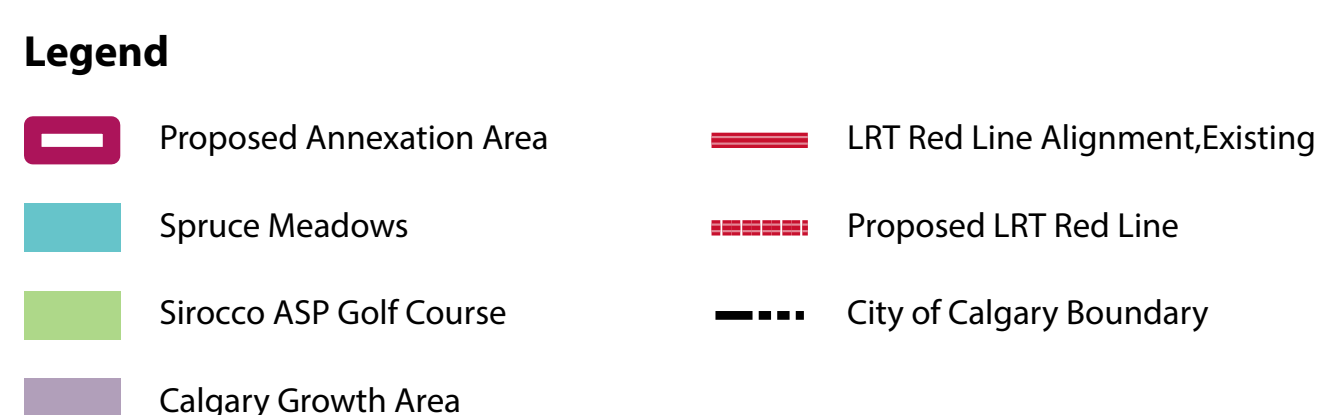 Legend
Proposed Annexation Area
Spruce Meadows
Sirocco ASP Golf Course
Calgary Growth Area
LRT Red Line Alignment,Existing
Proposed LRT Red Line
City of Calgary Boundary